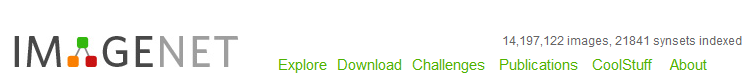 IMAGENET
14,197,122 images, 21841 synsets indexed
Explore Download Challenges Publications CoolStuff About